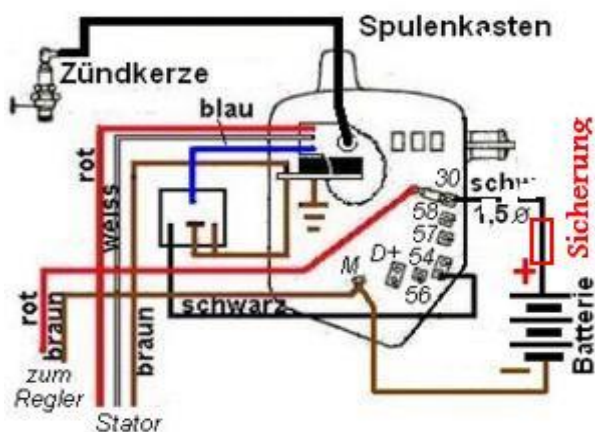 Spulenkasten
Zündkerze
blau
rot
weiss
30
1,5
58
57
54
D+
M
56
Sicherung
+
Batterie
schwarz
rot
braun
braun
zum
Regler
Stator